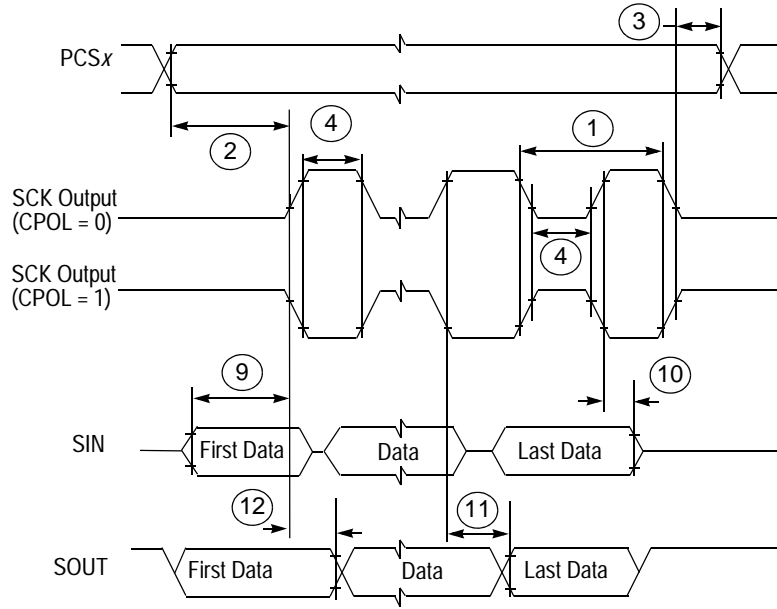 3
PCSx
2
4
1
SCK Output
(CPOL = 0)
4
SCK Output
(CPOL = 1)
9
10
SIN
First Data
Data
Last Data
12
11
SOUT
First Data
Data
Last Data